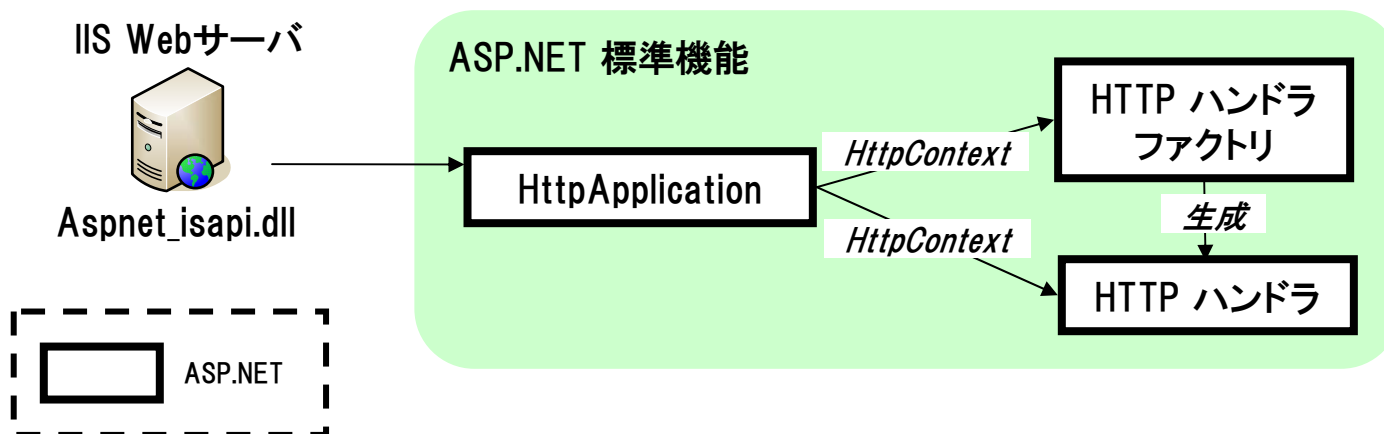 IIS Webサーバ
Aspnet_isapi.dll
ASP.NET 標準機能
HttpApplication
HttpContext
HttpContext
HTTP ハンドラ
ファクトリ
生成
HTTP ハンドラ
ASP.NET